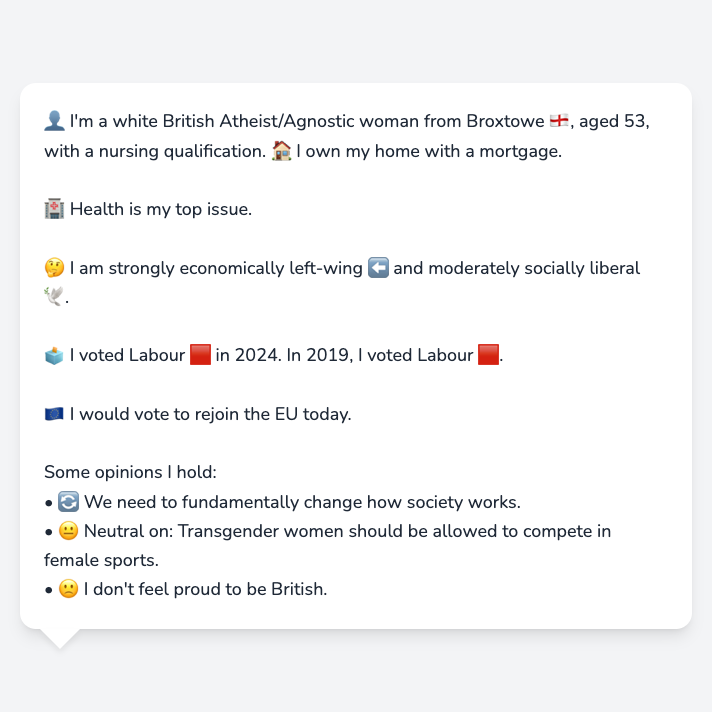 👤 I'm a white British Atheist/Agnostic woman from Broxtowe 🏴󠁧󠁢󠁥󠁮󠁧󠁿, aged 53,
with a nursing qualification. 🏠 I own my home with a mortgage.
🏥 Health is my top issue.
🤔 I am strongly economically left-wing ⬅️ and moderately socially liberal
🕊️.
🗳️ I voted Labour 🟥 in 2024. In 2019, I voted Labour 🟥.
🇪🇺 I would vote to rejoin the EU today.
Some opinions I hold:
• 🔄 We need to fundamentally change how society works.
• 😐 Neutral on: Transgender women should be allowed to compete in
female sports.
• 🙁 I don't feel proud to be British.